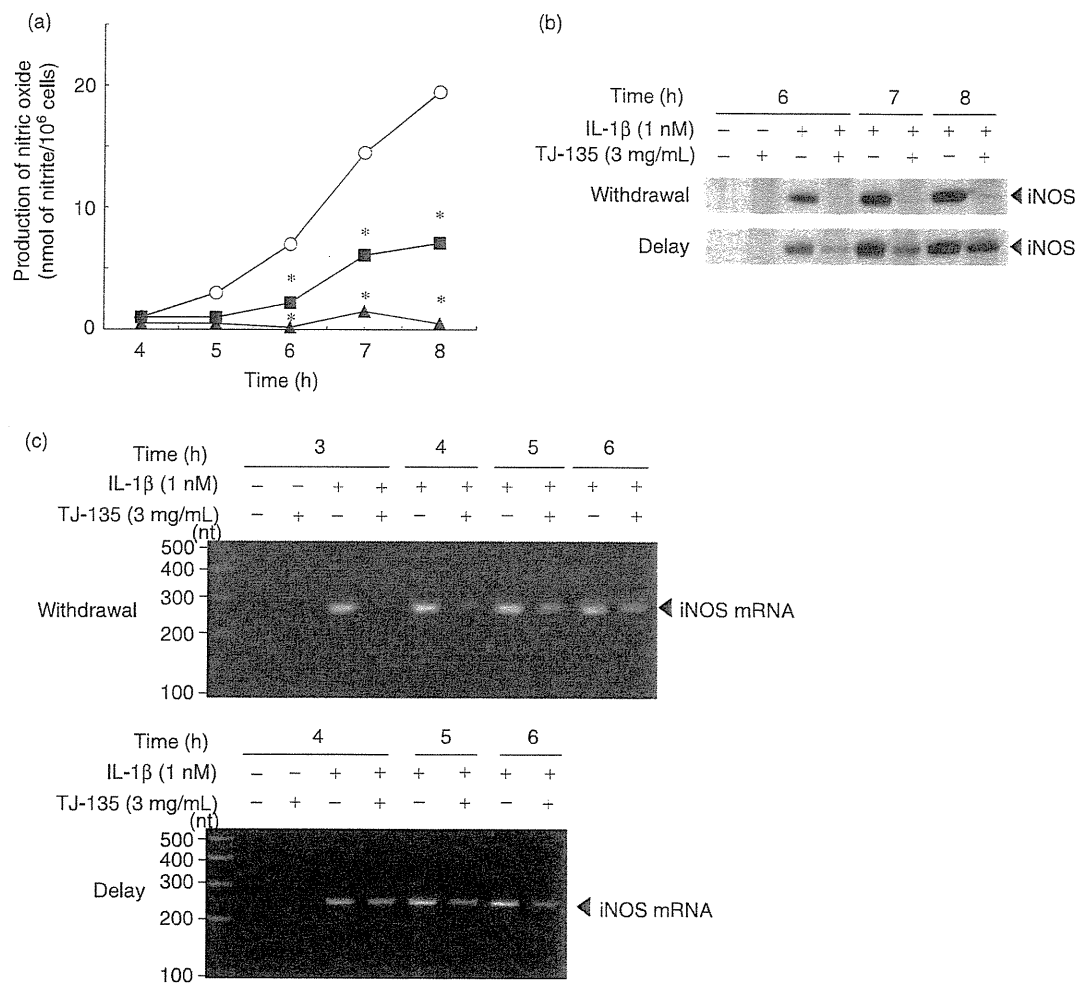 (a)
Production of nitric oxide
(nmol of nitrite/10⁶ cells)
20
10
0
* * * * * *
4 5 6 7 8
Time (h)
(b)
Time (h) 6 7 8
IL-1β (1 nM) – – + + + + + +
TJ-135 (3 mg/mL) – + – + – + – +
Withdrawal iNOS
Delay iNOS
(c)
Time (h) 3 4 5 6
IL-1β (1 nM) – – + + + + + + + +
TJ-135 (3 mg/mL) – + – + – + – + – +
(nt)
500
400
300
200
100
Withdrawal iNOS mRNA
Time (h) 4 5 6
IL-1β (1 nM) – – + + + + + +
TJ-135 (3 mg/mL) – + – + – + – +
(nt)
500
400
300
200
100
Delay iNOS mRNA